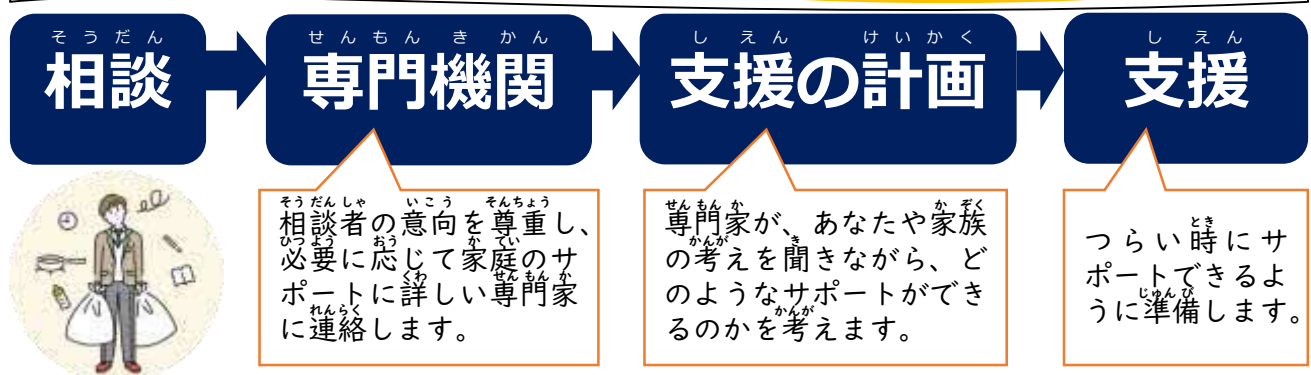 そうだん
相談
せんもんきかん
専門機関
しえん けいかく
支援の計画
しえん
支援
そうだんしゃ いこう そんちょう
相談者の意向を尊重し、
ひつよう おう かてい
必要に応じて家庭のサ
くわ せんもんか
ポートに詳しい専門家
れんらく
に連絡します。
せんもんか かぞく
専門家が、あなたや家族
かんが き
の考えを聞きながら、ど
のようなサポートができ
かんが
るのかを考えます。
とき
つらい時にサ
ポートできるよ
じゅんび
うに準備します。